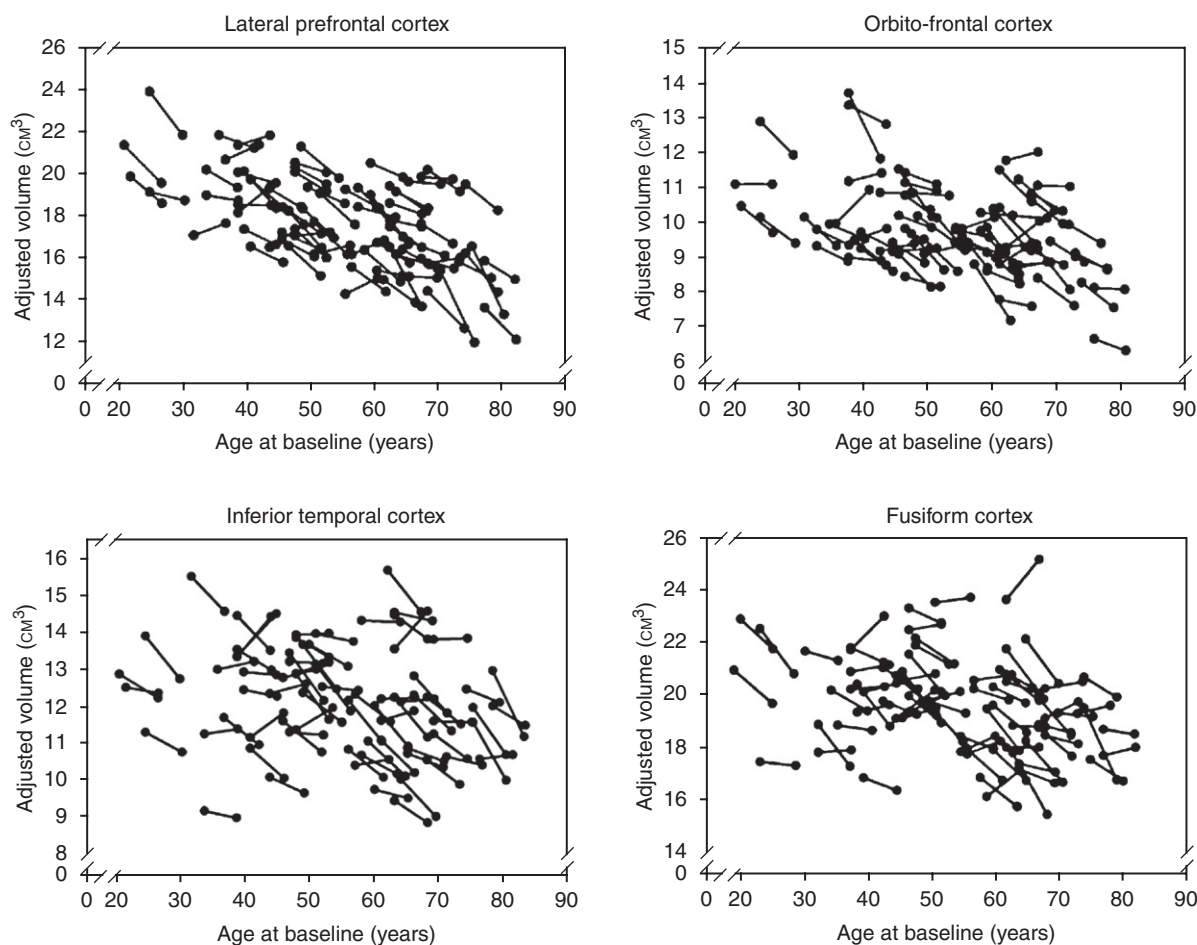 Lateral prefrontal cortex
26
24
22
20
18
16
14
12
0
Adjusted volume (CM³)
0 20 30 40 50 60 70 80 90
Age at baseline (years)
Orbito-frontal cortex
15
14
13
12
11
10
9
8
7
6
0
Adjusted volume (CM³)
0 20 30 40 50 60 70 80 90
Age at baseline (years)
Inferior temporal cortex
16
15
14
13
12
11
10
9
8
0
Adjusted volume (CM³)
0 20 30 40 50 60 70 80 90
Age at baseline (years)
Fusiform cortex
26
24
22
20
18
16
14
0
Adjusted volume (CM³)
0 20 30 40 50 60 70 80 90
Age at baseline (years)